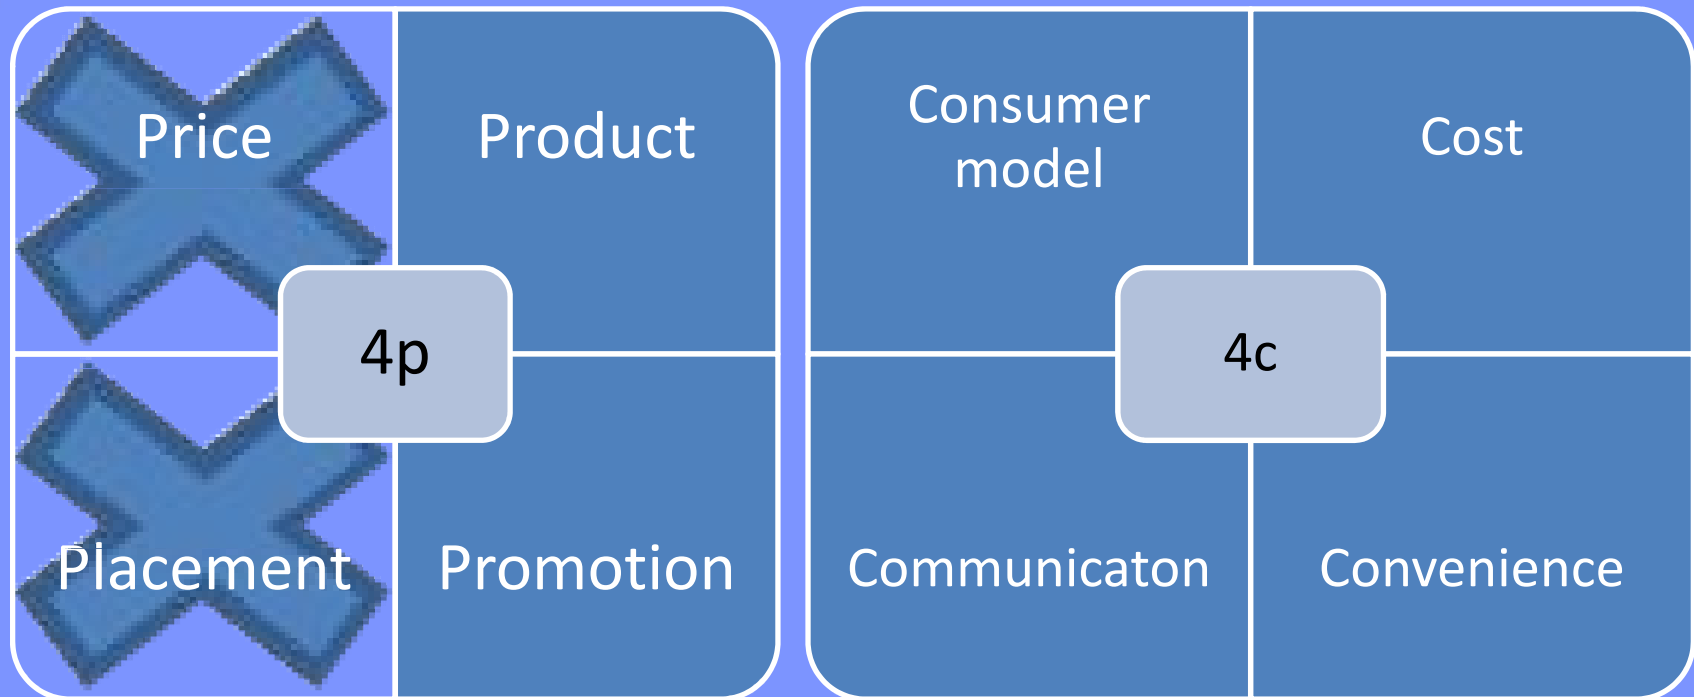 Price
Product
4p
Placement
Promotion
Consumer
model
Cost
4c
Communicaton
Convenience